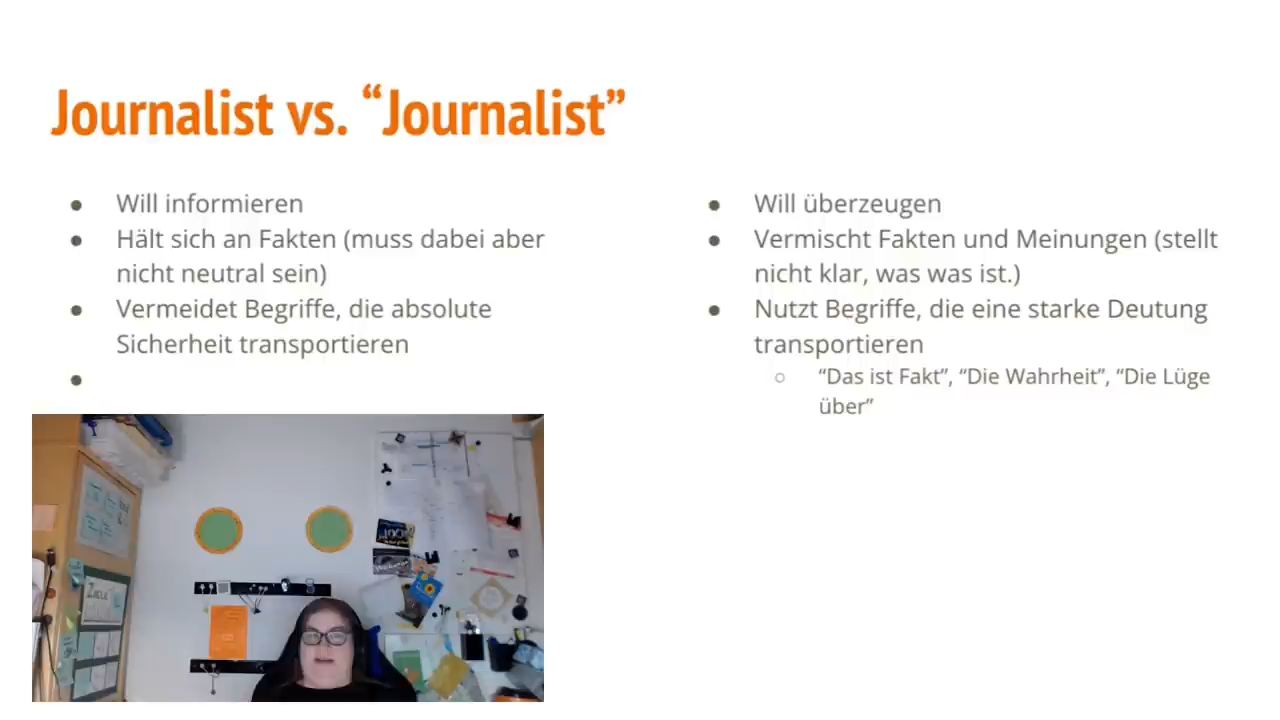 Journalist vs. “Journalist”
Will informieren
Hält sich an Fakten (muss dabei aber
nicht neutral sein)
Vermeidet Begriffe, die absolute
Sicherheit transportieren
Will überzeugen
Vermischt Fakten und Meinungen (stellt
nicht klar, was was ist.)
Nutzt Begriffe, die eine starke Deutung
transportieren
“Das ist Fakt”, “Die Wahrheit”, “Die Lüge
über”